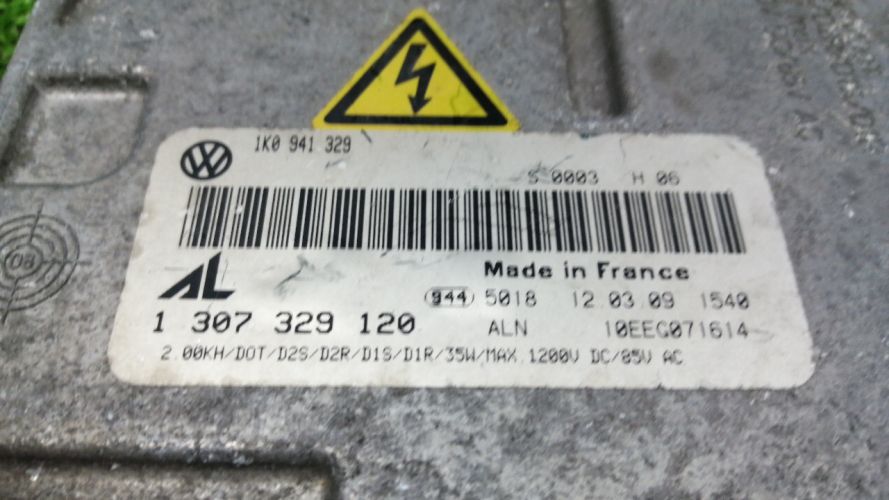 1K0 941 329
S 0003 H 06
Made in France
AL
944 5018 12.03.09 1540
1 307 329 120 ALN 10EEG071614
2.00KH/DOT/D2S/D2R/D1S/D1R/35W/MAX.1200V DC/85V AC
08